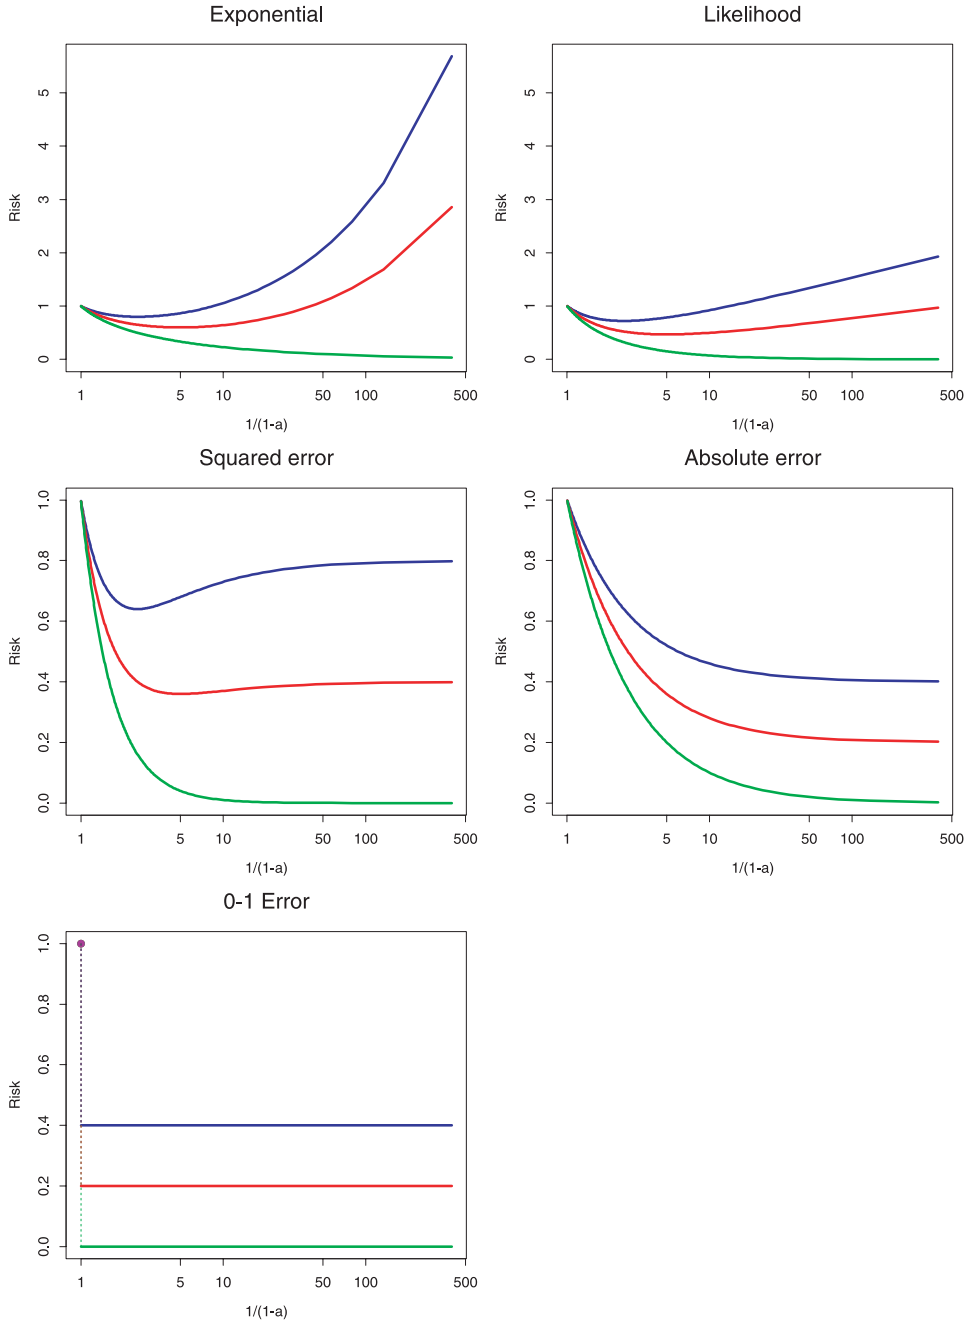 Exponential
Risk
0 1 2 3 4 5
1 5 10 50 100 500
1/(1-a)
Likelihood
Risk
0 1 2 3 4 5
1 5 10 50 100 500
1/(1-a)
Squared error
Risk
0.0 0.2 0.4 0.6 0.8 1.0
1 5 10 50 100 500
1/(1-a)
Absolute error
Risk
0.0 0.2 0.4 0.6 0.8 1.0
1 5 10 50 100 500
1/(1-a)
0-1 Error
Risk
0.0 0.2 0.4 0.6 0.8 1.0
1 5 10 50 100 500
1/(1-a)